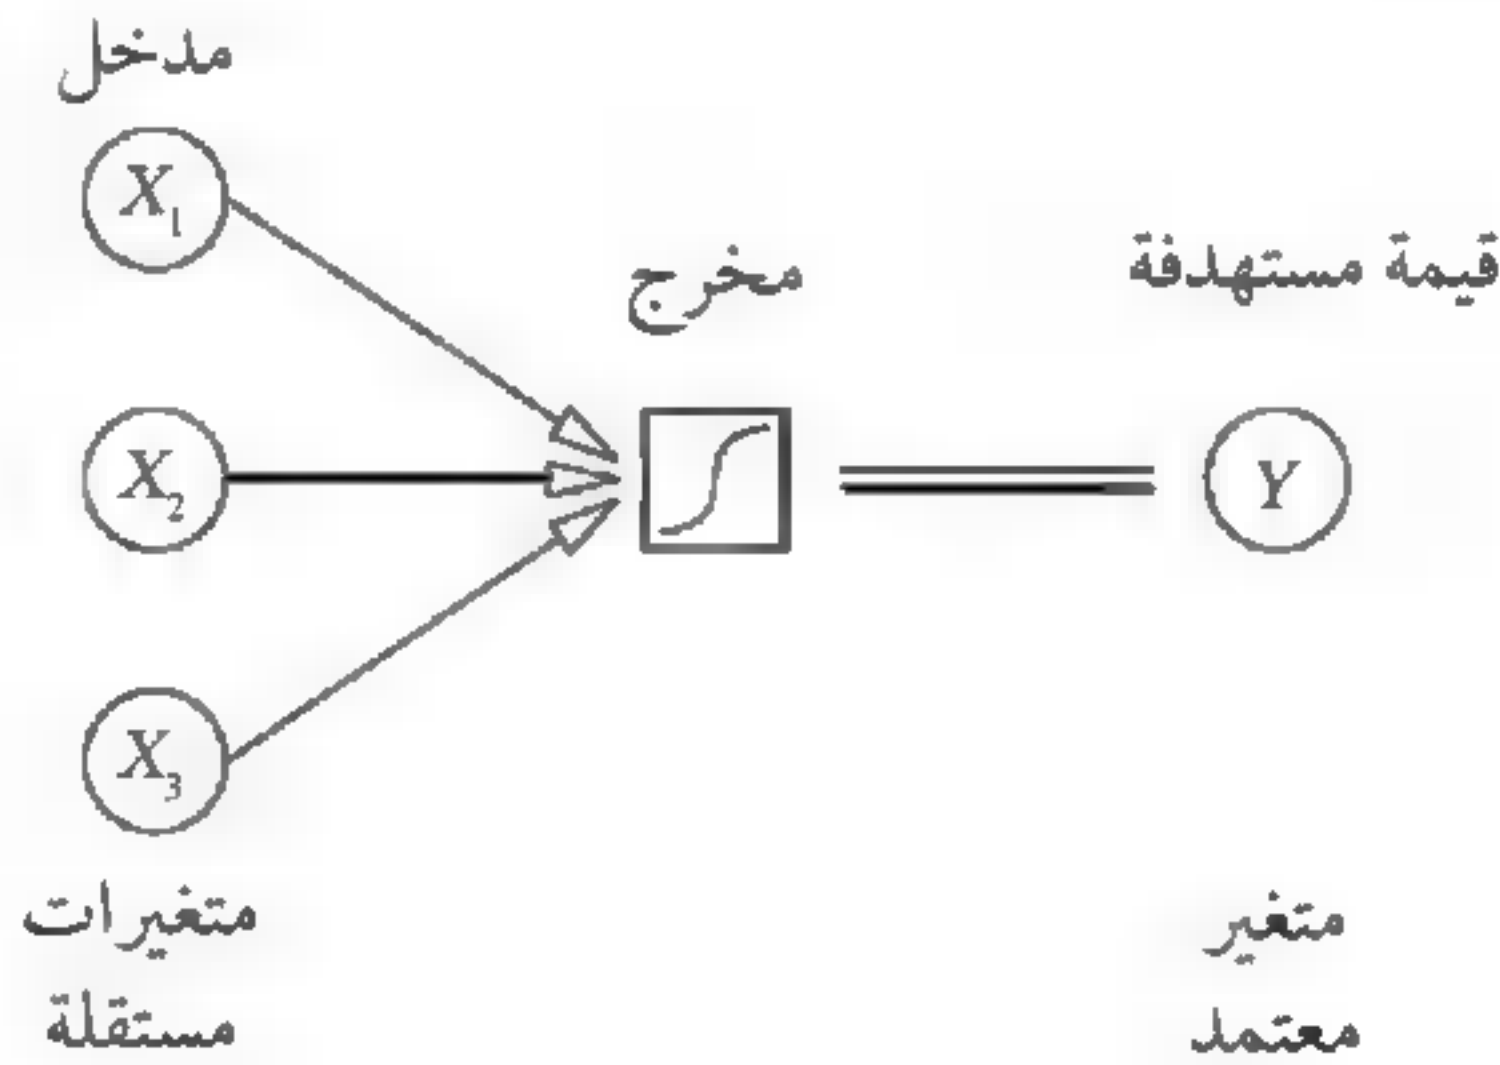 مدخل
X1
مخرج
قيمة مستهدفة
X2
Y
X3
متغيرات
مستقلة
متغير
معتمد